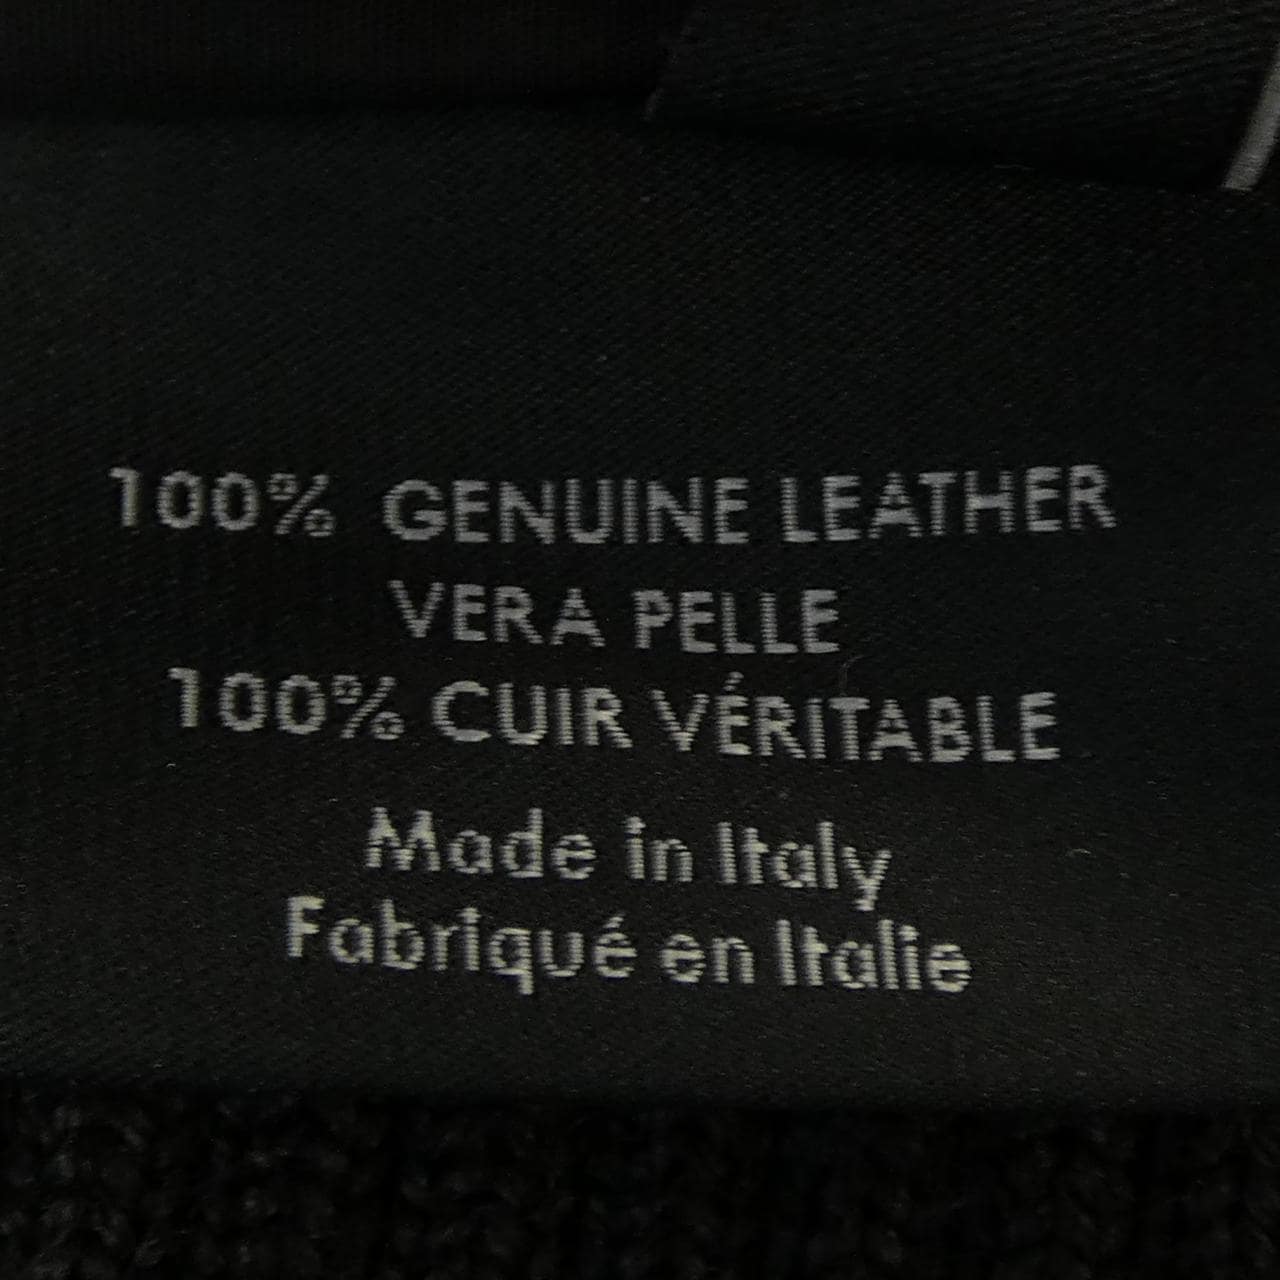 100% GENUINE LEATHER
VERA PELLE
100% CUIR VÉRITABLE
Made in Italy
Fabriqué en Italie